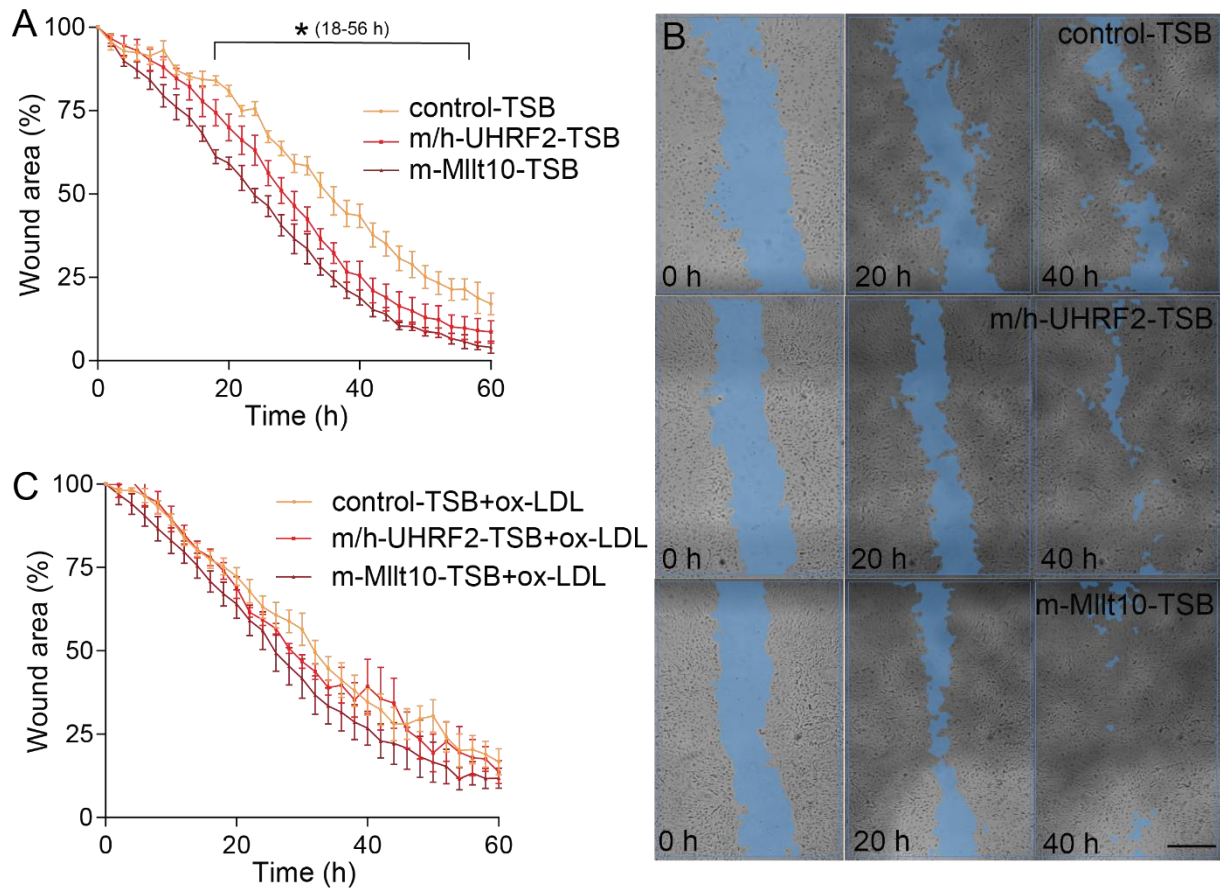 A
* (18-56 h)
control-TSB
m/h-UHRF2-TSB
m-Mllt10-TSB
Wound area (%)
100
75
50
25
0
0 20 40 60
Time (h)
B
control-TSB
0 h 20 h 40 h
m/h-UHRF2-TSB
0 h 20 h 40 h
m-Mllt10-TSB
0 h 20 h 40 h
C
control-TSB+ox-LDL
m/h-UHRF2-TSB+ox-LDL
m-Mllt10-TSB+ox-LDL
Wound area (%)
100
75
50
25
0
0 20 40 60
Time (h)